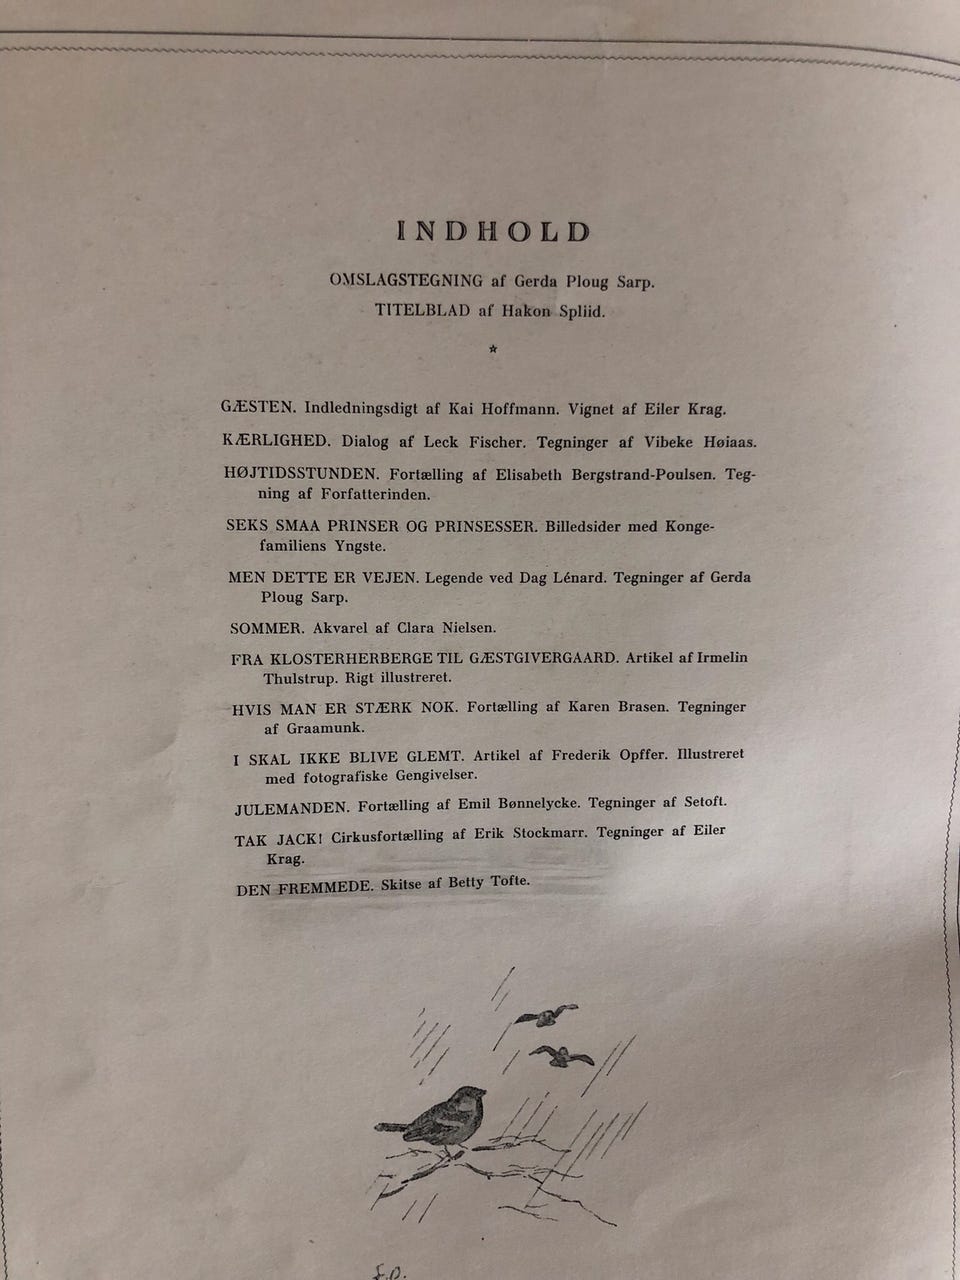 INDHOLD
OMSLAGSTEGNING af Gerda Ploug Sarp.
TITELBLAD af Hakon Spliid.
GÆSTEN. Indledningsdigt af Kai Hoffmann. Vignet af Eiler Krag.
KÆRLIGHED. Dialog af Leck Fischer. Tegninger af Vibeke Høiaas.
HØJTIDSSTUNDEN. Fortælling af Elisabeth Bergstrand-Poulsen. Teg-
ning af Forfatterinden.
SEKS SMAA PRINSER OG PRINSESSER. Billedsider med Konge-
familiens Yngste.
MEN DETTE ER VEJEN. Legende ved Dag Lénard. Tegninger af Gerda
Ploug Sarp.
SOMMER. Akvarel af Clara Nielsen.
FRA KLOSTERHERBERGE TIL GÆSTGIVERGAARD. Artikel af Irmelin
Thulstrup. Rigt illustreret.
HVIS MAN ER STÆRK NOK. Fortælling af Karen Brasen. Tegninger
af Graamunk.
I SKAL IKKE BLIVE GLEMT. Artikel af Frederik Opffer. Illustreret
med fotografiske Gengivelser.
JULEMANDEN. Fortælling af Emil Bønnelycke. Tegninger af Setoft.
TAK JACK! Cirkusfortælling af Erik Stockmarr. Tegninger af Eiler
Krag.
DEN FREMMEDE. Skitse af Betty Tofte.